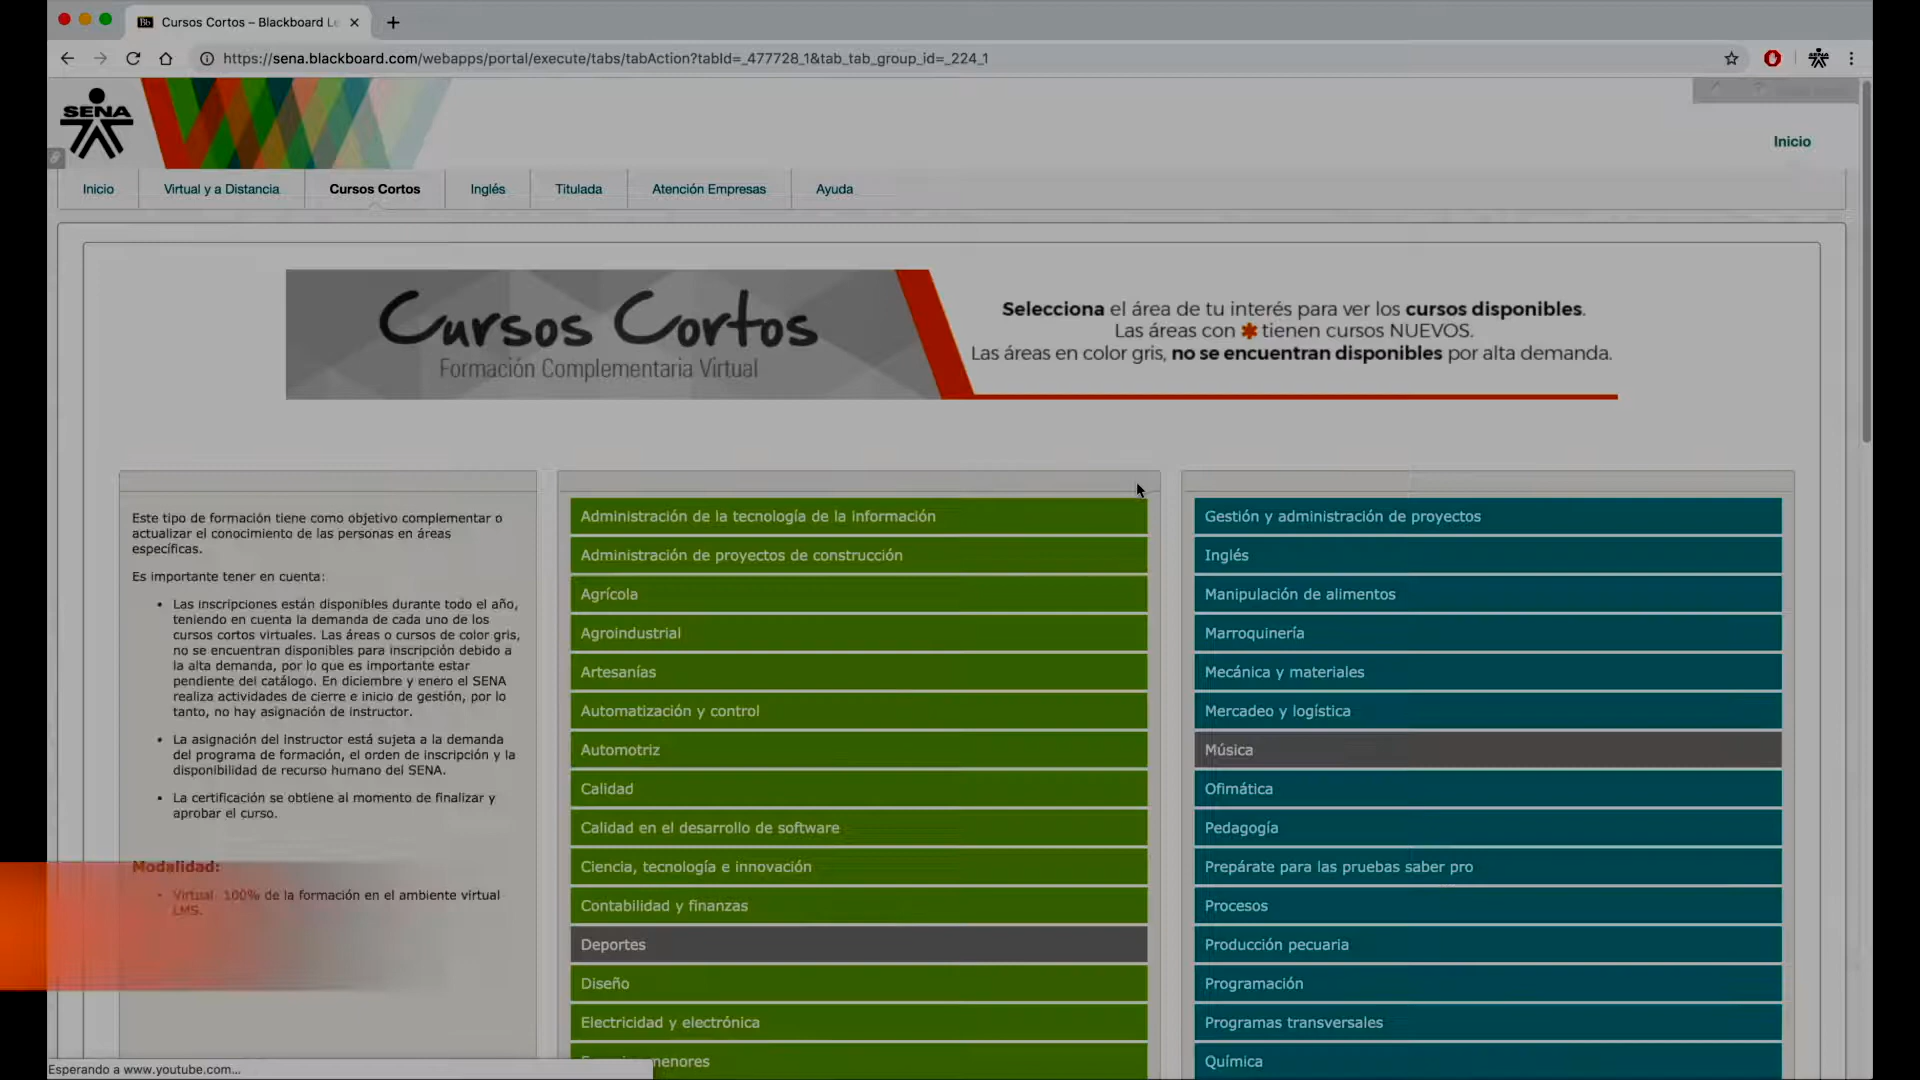 Cursos Cortos – Blackboard Le
https://sena.blackboard.com/webapps/portal/execute/tabs/tabAction?tabId=_477728_1&tab_tab_group_id=_224_1
SENA
Inicio
Inicio
Virtual y a Distancia
Cursos Cortos
Inglés
Titulada
Atención Empresas
Ayuda
Cursos Cortos
Formación Complementaria Virtual
Selecciona el área de tu interés para ver los cursos disponibles.
Las áreas con * tienen cursos NUEVOS.
Las áreas en color gris, no se encuentran disponibles por alta demanda.
Este tipo de formación tiene como objetivo complementar o
actualizar el conocimiento de las personas en áreas
específicas.
Es importante tener en cuenta:
• Las inscripciones están disponibles durante todo el año,
teniendo en cuenta la demanda de cada uno de los
cursos cortos virtuales. Las áreas o cursos de color gris,
no se encuentran disponibles para inscripción debido a
la alta demanda, por lo que es importante estar
pendiente del catálogo. En diciembre y enero el SENA
realiza actividades de cierre e inicio de gestión, por lo
tanto, no hay asignación de instructor.
• La asignación del instructor está sujeta a la demanda
del programa de formación, el orden de inscripción y la
disponibilidad de recurso humano del SENA.
• La certificación se obtiene al momento de finalizar y
aprobar el curso.
Modalidad:
• Virtual: 100% de la formación en el ambiente virtual
LMS.
Administración de la tecnología de la información
Administración de proyectos de construcción
Agrícola
Agroindustrial
Artesanías
Automatización y control
Automotriz
Calidad
Calidad en el desarrollo de software
Ciencia, tecnología e innovación
Contabilidad y finanzas
Deportes
Diseño
Electricidad y electrónica
menores
Gestión y administración de proyectos
Inglés
Manipulación de alimentos
Marroquinería
Mecánica y materiales
Mercadeo y logística
Música
Ofimática
Pedagogía
Prepárate para las pruebas saber pro
Procesos
Producción pecuaria
Programación
Programas transversales
Química
Esperando a www.youtube.com...